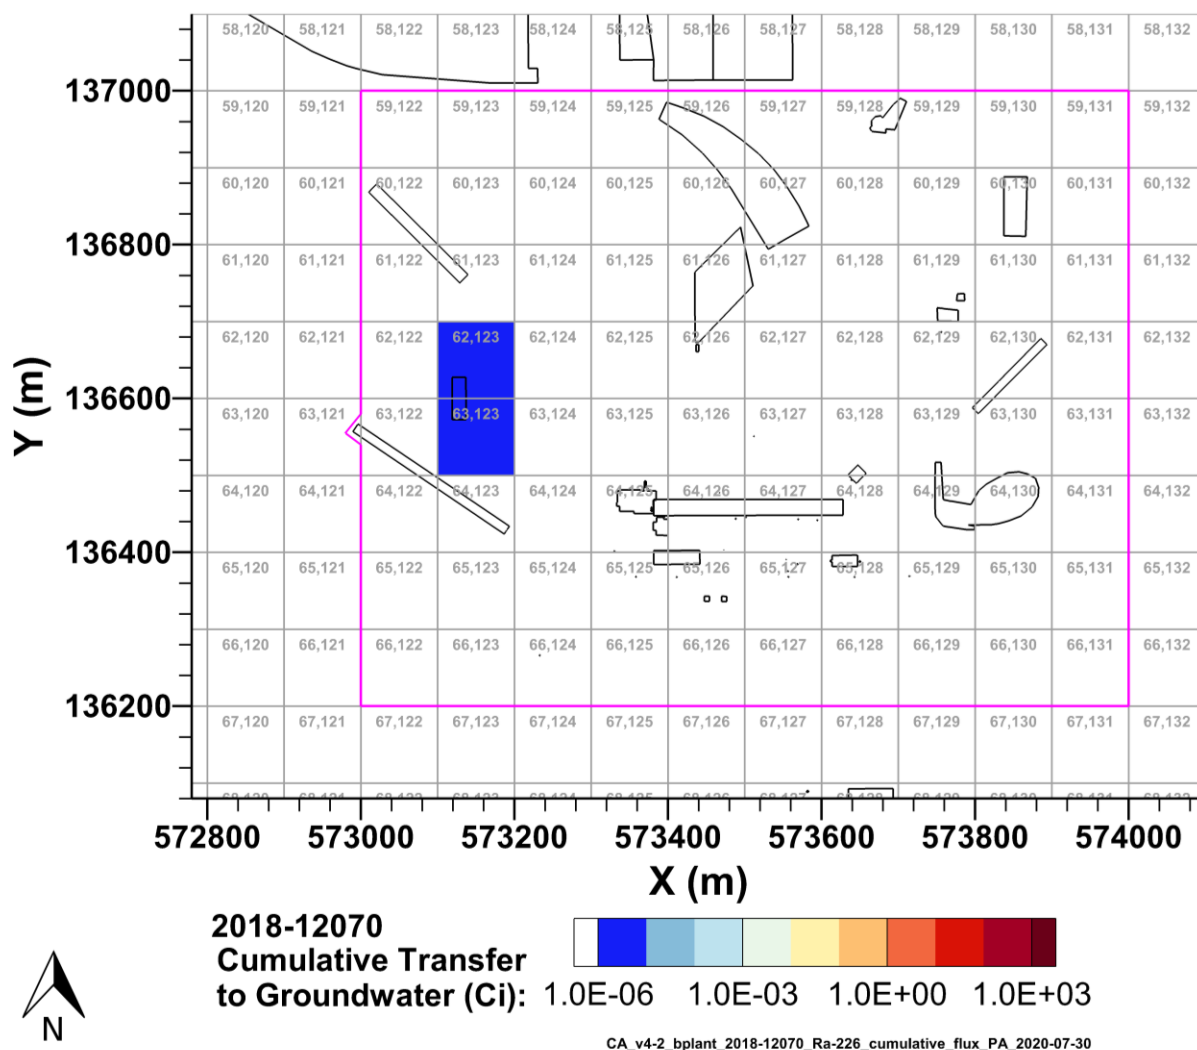 58,120 58,121 58,122 58,123 58,124 58,125 58,126 58,127 58,128 58,129 58,130 58,131 58,132
137000
59,120 59,121 59,122 59,123 59,124 59,125 59,126 59,127 59,128 59,129 59,130 59,131 59,132
60,120 60,121 60,122 60,123 60,124 60,125 60,126 60,127 60,128 60,129 60,130 60,131 60,132
136800
61,120 61,121 61,122 61,123 61,124 61,125 61,126 61,127 61,128 61,129 61,130 61,131 61,132
62,120 62,121 62,122 62,123 62,124 62,125 62,126 62,127 62,128 62,129 62,130 62,131 62,132
Y (m)
136600
63,120 63,121 63,122 63,123 63,124 63,125 63,126 63,127 63,128 63,129 63,130 63,131 63,132
64,120 64,121 64,122 64,123 64,124 64,125 64,126 64,127 64,128 64,129 64,130 64,131 64,132
136400
65,120 65,121 65,122 65,123 65,124 65,125 65,126 65,127 65,128 65,129 65,130 65,131 65,132
66,120 66,121 66,122 66,123 66,124 66,125 66,126 66,127 66,128 66,129 66,130 66,131 66,132
136200
67,120 67,121 67,122 67,123 67,124 67,125 67,126 67,127 67,128 67,129 67,130 67,131 67,132
572800 573000 573200 573400 573600 573800 574000
X (m)
2018-12070
Cumulative Transfer
to Groundwater (Ci): 1.0E-06 1.0E-03 1.0E+00 1.0E+03
N
CA_v4-2_bplant_2018-12070_Ra-226_cumulative_flux_PA_2020-07-30